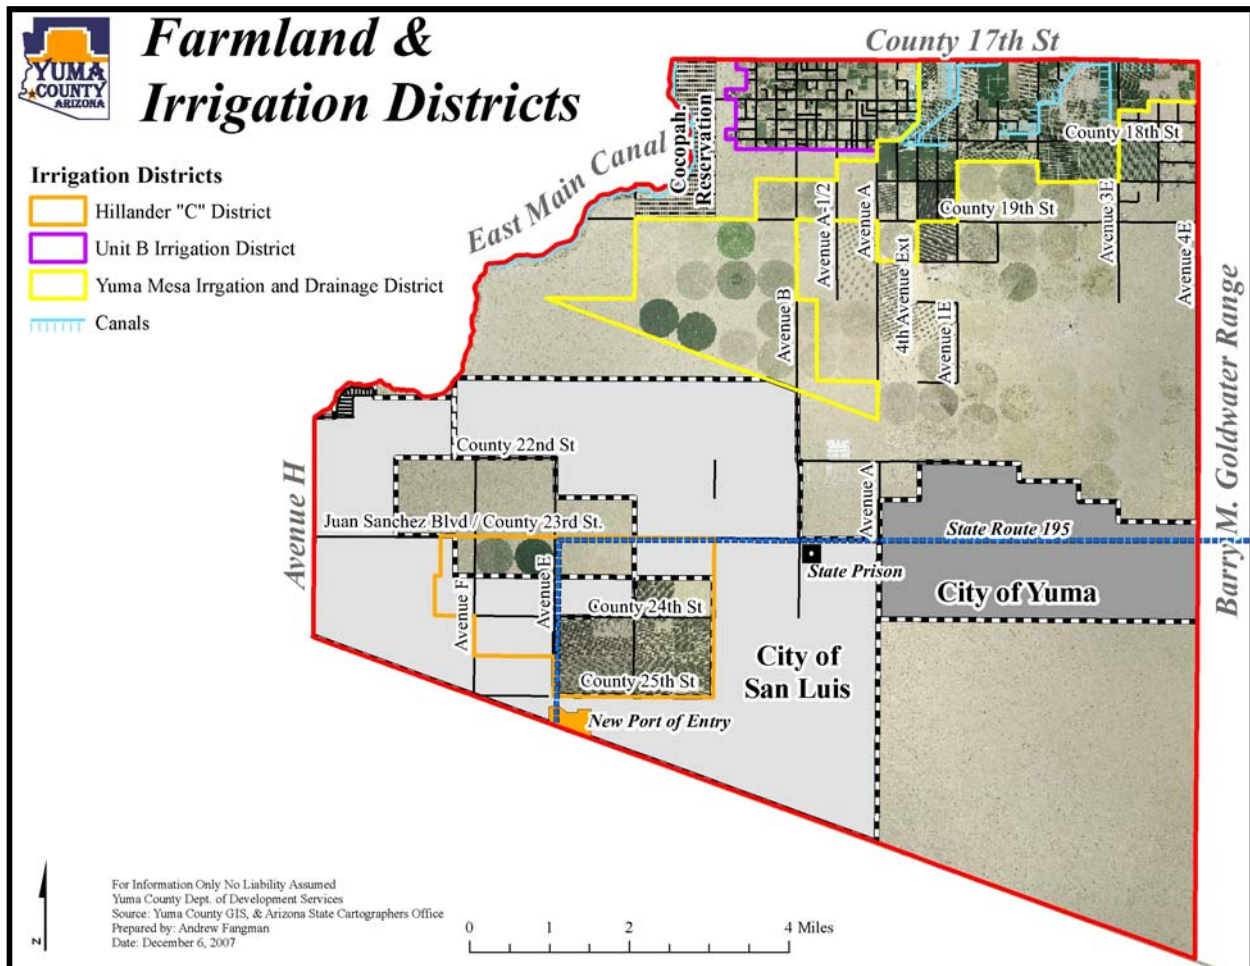 Farmland &
Irrigation Districts
YUMA
COUNTY
ARIZONA
Irrigation Districts
Hillander "C" District
Unit B Irrigation District
Yuma Mesa Irrgation and Drainage District
Canals
County 17th St
East Main Canal
Cocopah
Reservation
County 18th St
County 19th St
Avenue A-1/2
Avenue A
Avenue 3E
Avenue 4E
Avenue B
4th Avenue Ext
Avenue 1E
Barry M. Goldwater Range
County 22nd St
Avenue H
Juan Sanchez Blvd / County 23rd St.
Avenue A
State Route 195
State Prison
City of Yuma
Avenue F
Avenue E
County 24th St
City of
San Luis
County 25th St
New Port of Entry
For Information Only No Liability Assumed
Yuma County Dept. of Development Services
Source: Yuma County GIS, & Arizona State Cartographers Office
Prepared by: Andrew Fangman
Date: December 6, 2007
N
0 1 2 4 Miles